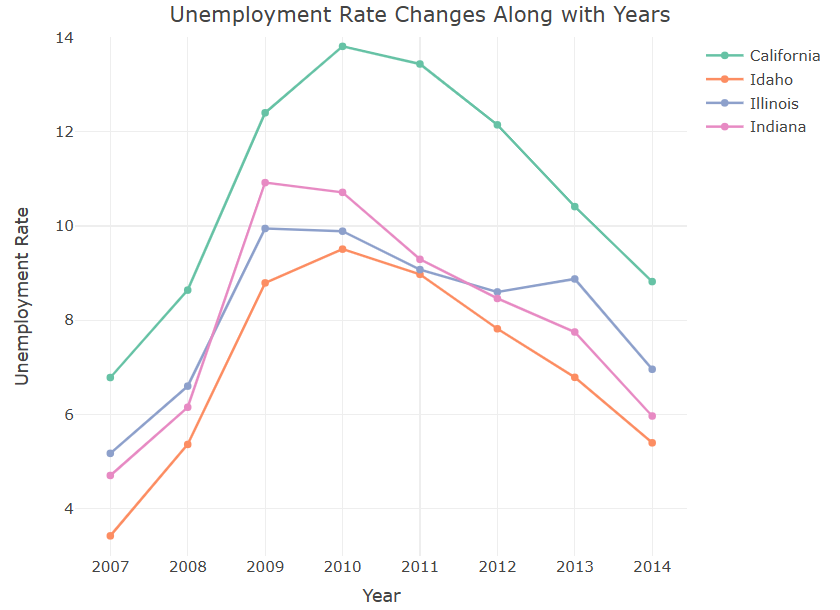 Unemployment Rate Changes Along with Years
California
Idaho
Illinois
Indiana
Unemployment Rate
14
12
10
8
6
4
2007 2008 2009 2010 2011 2012 2013 2014
Year